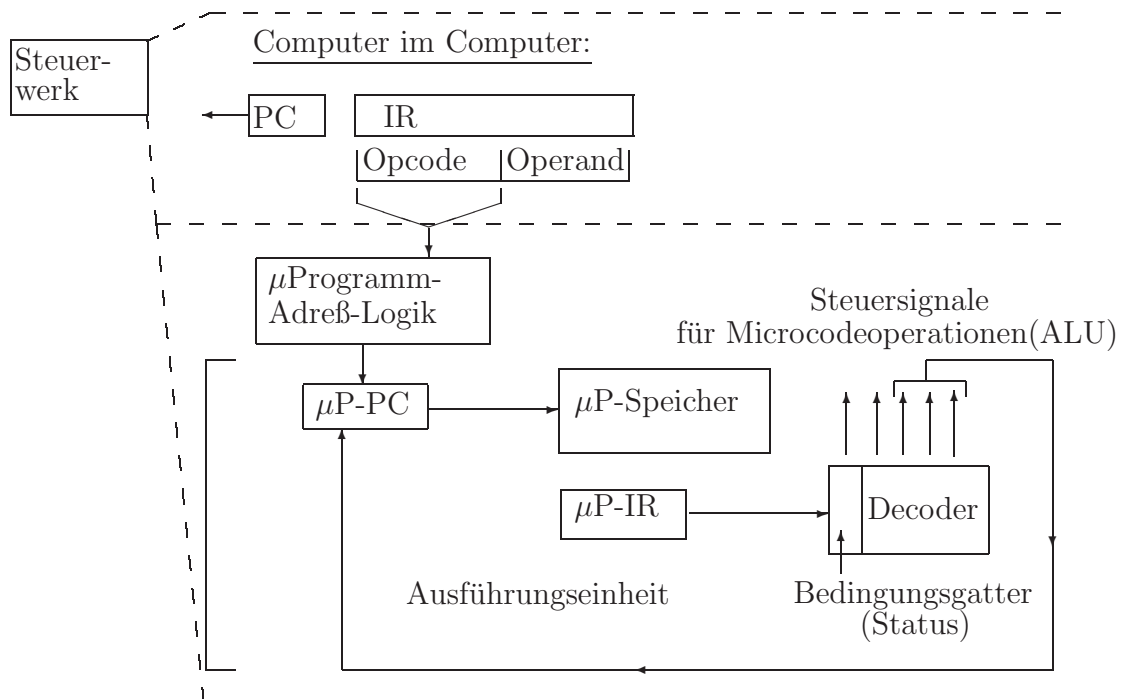 Steuer-
werk
Computer im Computer:
PC
IR
Opcode
Operand
μProgramm-
Adreß-Logik
Steuersignale
für Microcodeoperationen(ALU)
μP-PC
μP-Speicher
μP-IR
Decoder
Ausführungseinheit
Bedingungsgatter
(Status)